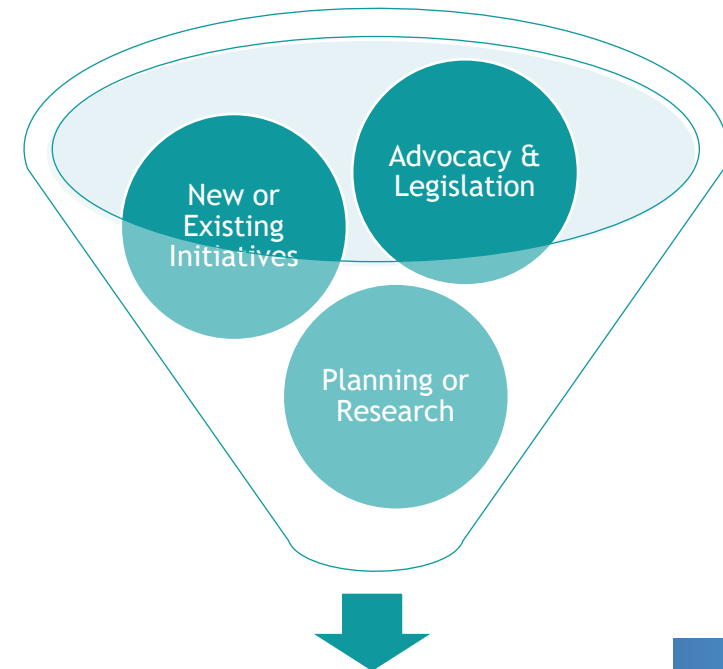 New or
Existing
Initiatives
Advocacy &
Legislation
Planning or
Research